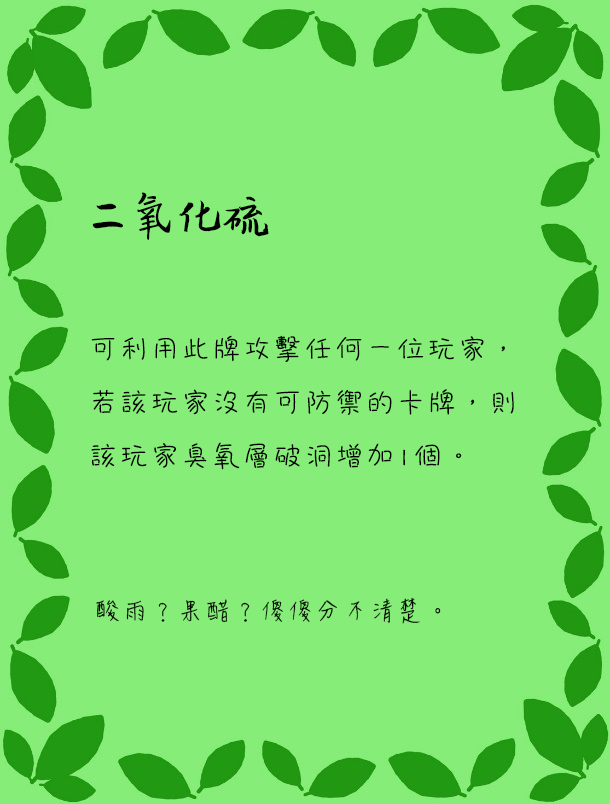 二氧化硫
可利用此牌攻擊任何一位玩家，
若該玩家沒有可防禦的卡牌，則
該玩家臭氧層破洞增加1個。
酸雨？果醋？傻傻分不清楚。